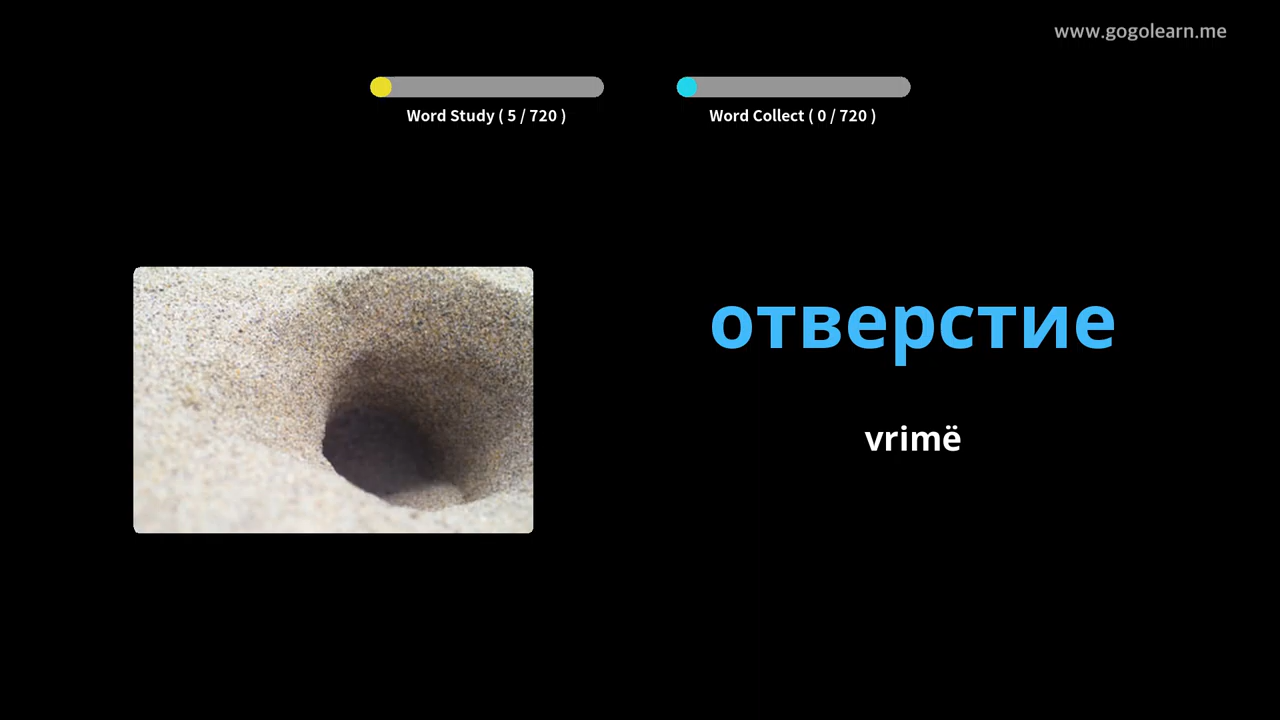 www.gogolearn.me
Word Study ( 5 / 720 )
Word Collect ( 0 / 720 )
отверстие
vrimë